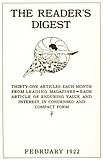 THE READER'S
DIGEST
THIRTY-ONE ARTICLES EACH MONTH
FROM LEADING MAGAZINES - EACH
ARTICLE OF ENDURING VALUE AND
INTEREST, IN CONDENSED AND
COMPACT FORM
FEBRUARY 1922